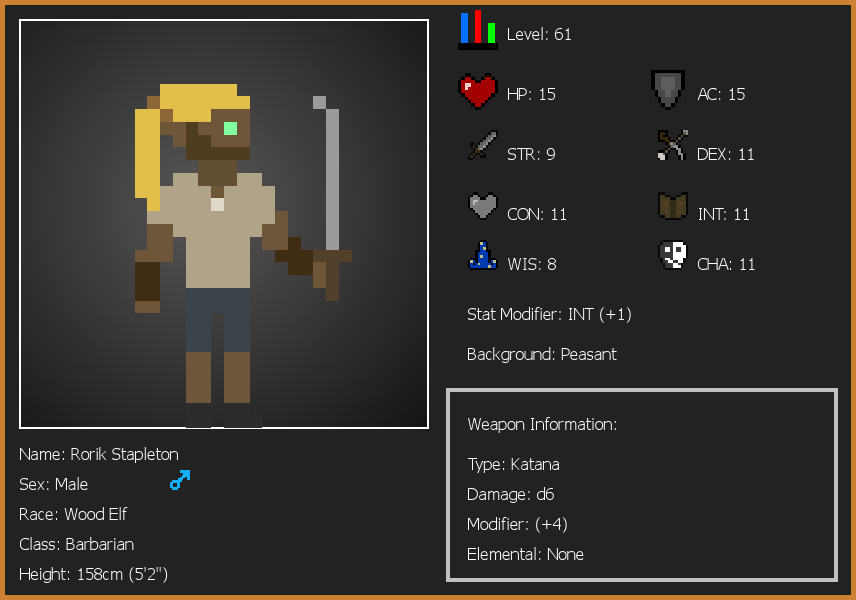 Level: 61
HP: 15
AC: 15
STR: 9
DEX: 11
CON: 11
INT: 11
WIS: 8
CHA: 11
Stat Modifier: INT (+1)
Background: Peasant
Weapon Information:
Type: Katana
Damage: d6
Modifier: (+4)
Elemental: None
Name: Rorik Stapleton
Sex: Male
Race: Wood Elf
Class: Barbarian
Height: 158cm (5'2")